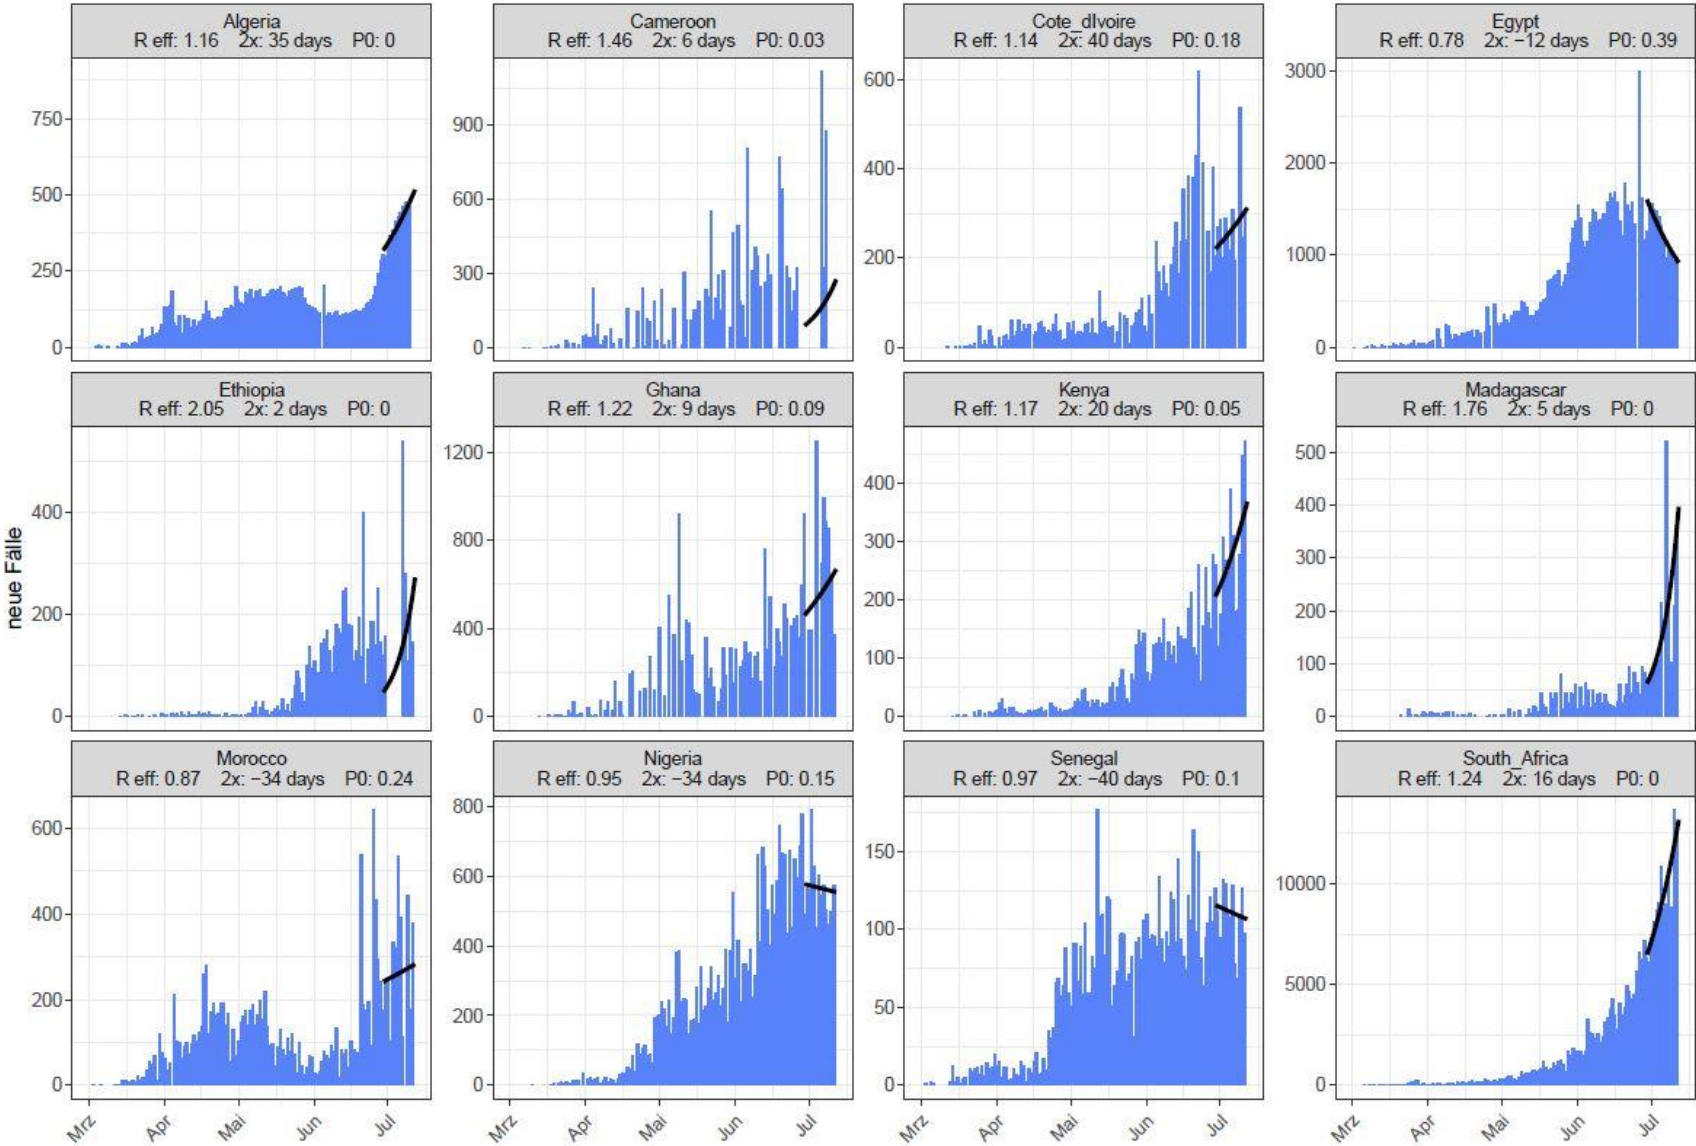 Algeria
R eff: 1.16 2x: 35 days P0: 0
Cameroon
R eff: 1.46 2x: 6 days P0: 0.03
Cote_dIvoire
R eff: 1.14 2x: 40 days P0: 0.18
Egypt
R eff: 0.78 2x: −12 days P0: 0.39
750
500
250
0
900
600
300
0
600
400
200
0
3000
2000
1000
0
Ethiopia
R eff: 2.05 2x: 2 days P0: 0
Ghana
R eff: 1.22 2x: 9 days P0: 0.09
Kenya
R eff: 1.17 2x: 20 days P0: 0.05
Madagascar
R eff: 1.76 2x: 5 days P0: 0
neue Fälle
400
200
0
1200
800
400
0
400
300
200
100
0
500
400
300
200
100
0
Morocco
R eff: 0.87 2x: −34 days P0: 0.24
Nigeria
R eff: 0.95 2x: −34 days P0: 0.15
Senegal
R eff: 0.97 2x: −40 days P0: 0.1
South_Africa
R eff: 1.24 2x: 16 days P0: 0
600
400
200
0
800
600
400
200
0
150
100
50
0
10000
5000
0
Mrz Apr Mai Jun Jul
Mrz Apr Mai Jun Jul
Mrz Apr Mai Jun Jul
Mrz Apr Mai Jun Jul